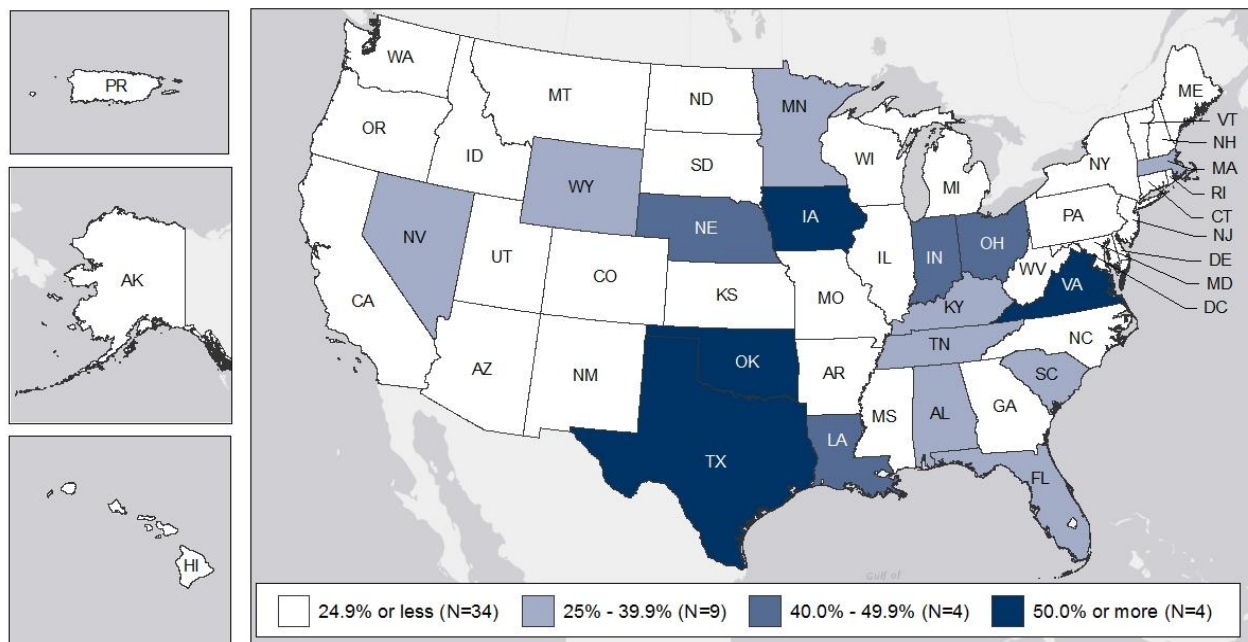 PR
AK
HI
WA
OR
CA
NV
ID
MT
WY
UT
AZ
CO
NM
ND
SD
NE
KS
OK
TX
MN
IA
MO
AR
LA
WI
IL
MI
IN
OH
KY
TN
MS
AL
GA
FL
SC
NC
VA
WV
PA
NY
ME
VT
NH
MA
RI
CT
NJ
DE
MD
DC
Gulf of
24.9% or less (N=34)
25% - 39.9% (N=9)
40.0% - 49.9% (N=4)
50.0% or more (N=4)